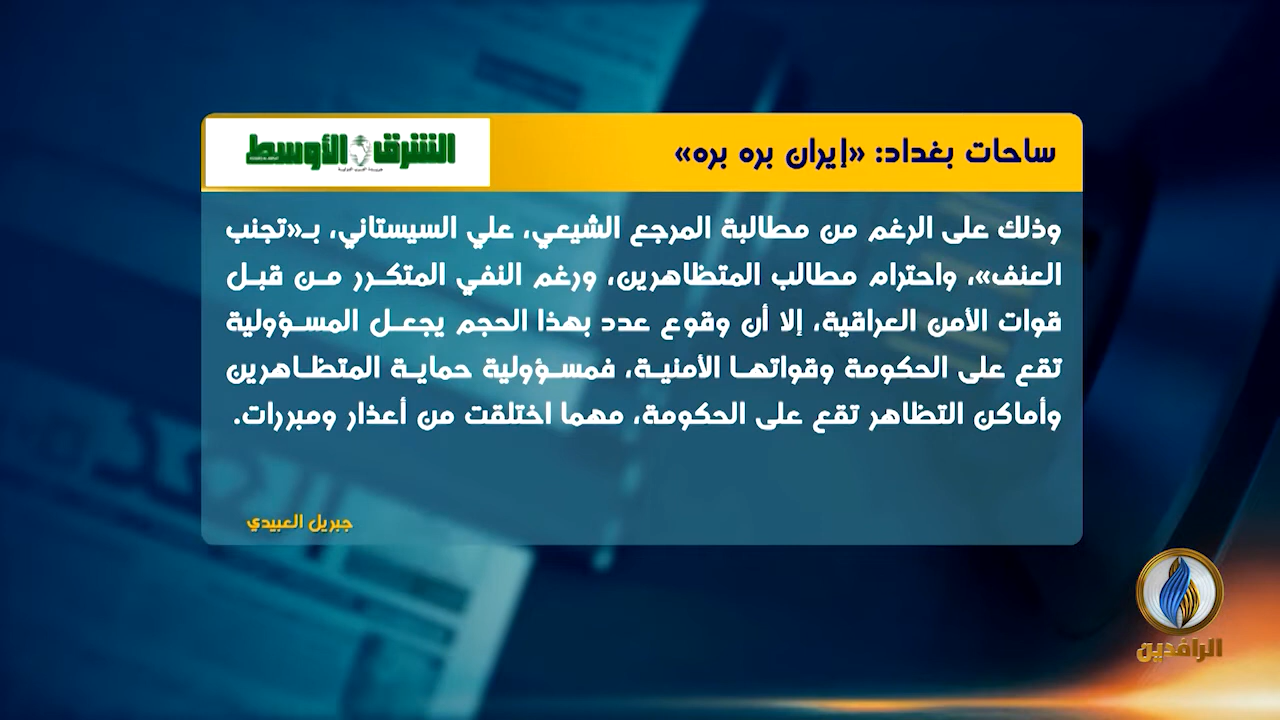 ساحات بغداد: «إيران بره بره»
الشرق الأوسط
وذلك على الرغم من مطالبة المرجع الشيعي، علي السيستاني، بـ«تجنب
العنف»، واحترام مطالب المتظاهرين، ورغم النفي المتكرر من قبل
قوات الأمن العراقية، إلا أن وقوع عدد بهذا الحجم يجعل المسؤولية
تقع على الحكومة وقواتها الأمنية، فمسؤولية حماية المتظاهرين
وأماكن التظاهر تقع على الحكومة، مهما اختلقت من أعذار ومبررات.
جبريل العبيدي
الرافدين